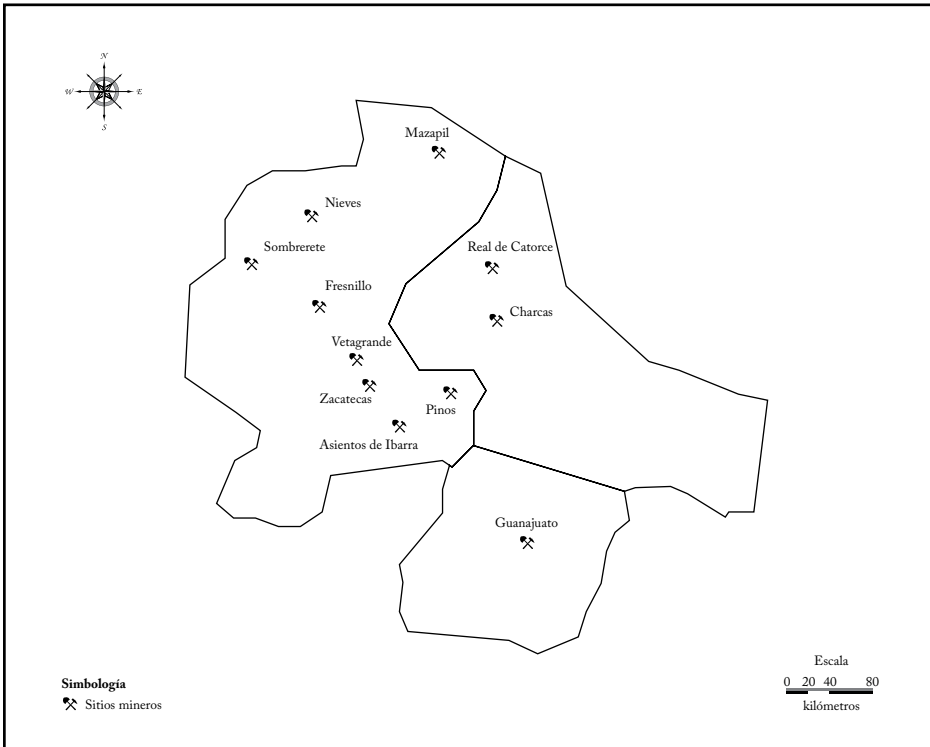 N
W E
S
Mazapil
Nieves
Sombrerete
Real de Catorce
Fresnillo
Charcas
Vetagrande
Zacatecas
Pinos
Asientos de Ibarra
Guanajuato
Simbología
Sitios mineros
Escala
0 20 40 80
kilómetros